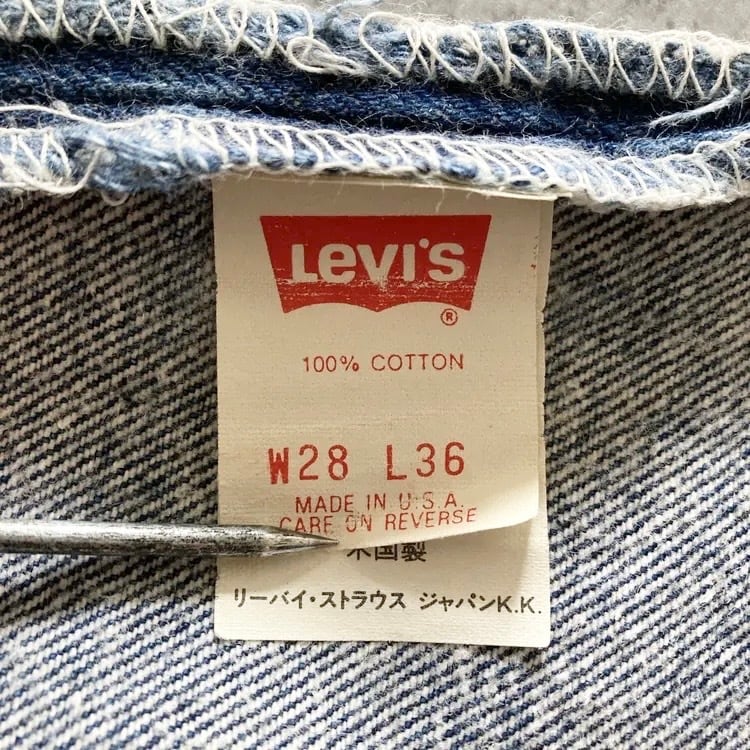 Levi's
®
100% COTTON
W28 L36
MADE IN U.S.A.
CARE ON REVERSE
米国製
リーバイ・ストラウス ジャパンK.K.